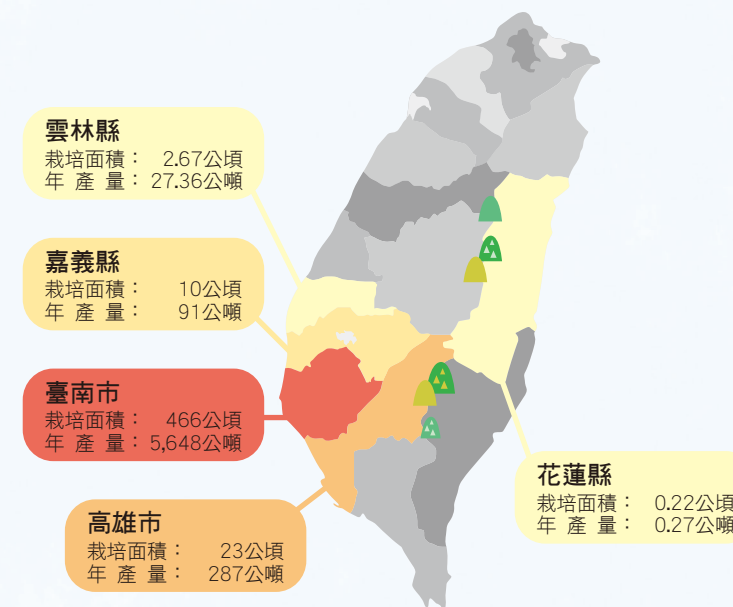 雲林縣
栽培面積： 2.67公頃
年 產 量：27.36公噸
嘉義縣
栽培面積： 10公頃
年 產 量： 91公噸
臺南市
栽培面積： 466公頃
年 產 量：5,648公噸
高雄市
栽培面積： 23公頃
年 產 量： 287公噸
花蓮縣
栽培面積： 0.22公頃
年 產 量： 0.27公噸